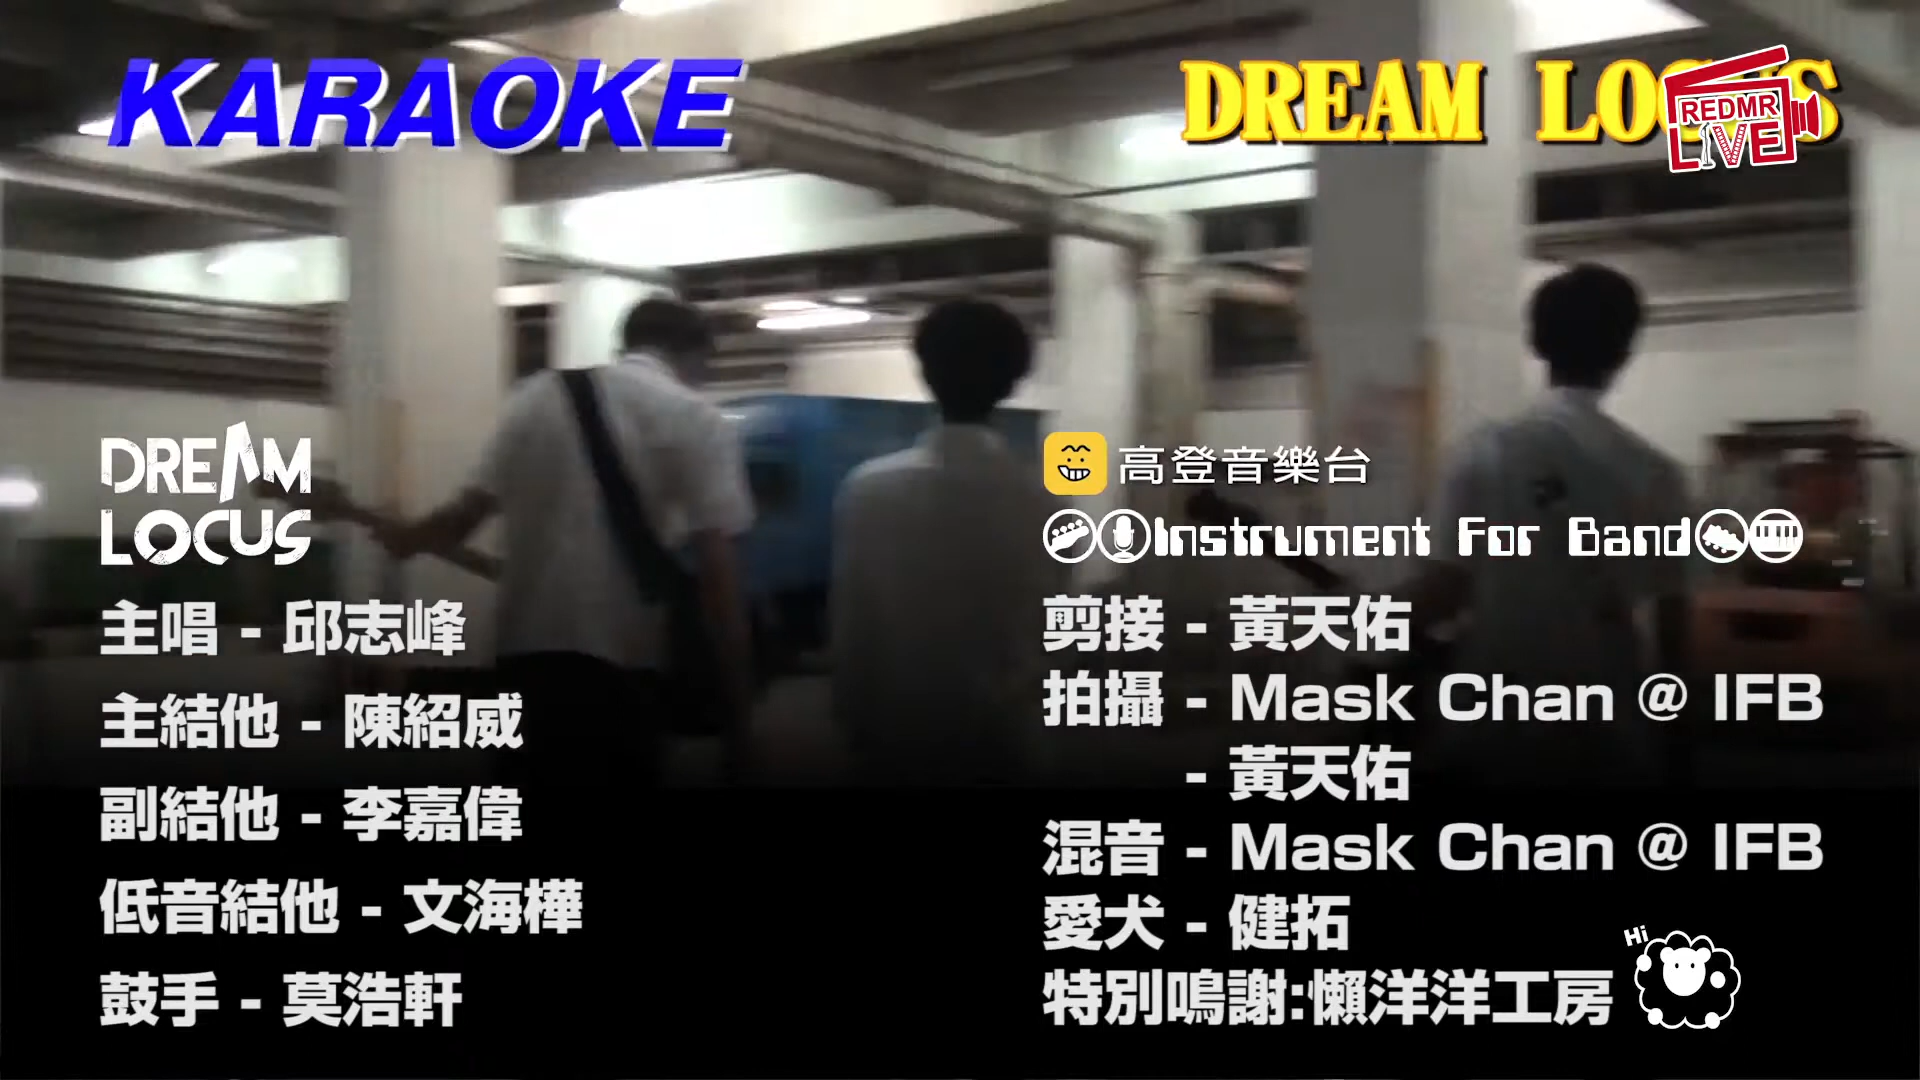 KARAOKE
DREAM LOCUS
REDMR
LIVE
DREAM
LOCUS
主唱 - 邱志峰
主結他 - 陳紹威
副結他 - 李嘉偉
低音結他 - 文海樺
鼓手 - 莫浩軒
高登音樂台
Instrument For Band
剪接 - 黃天佑
拍攝 - Mask Chan @ IFB
- 黃天佑
混音 - Mask Chan @ IFB
愛犬 - 健拓
特別鳴謝:懶洋洋工房
Hi